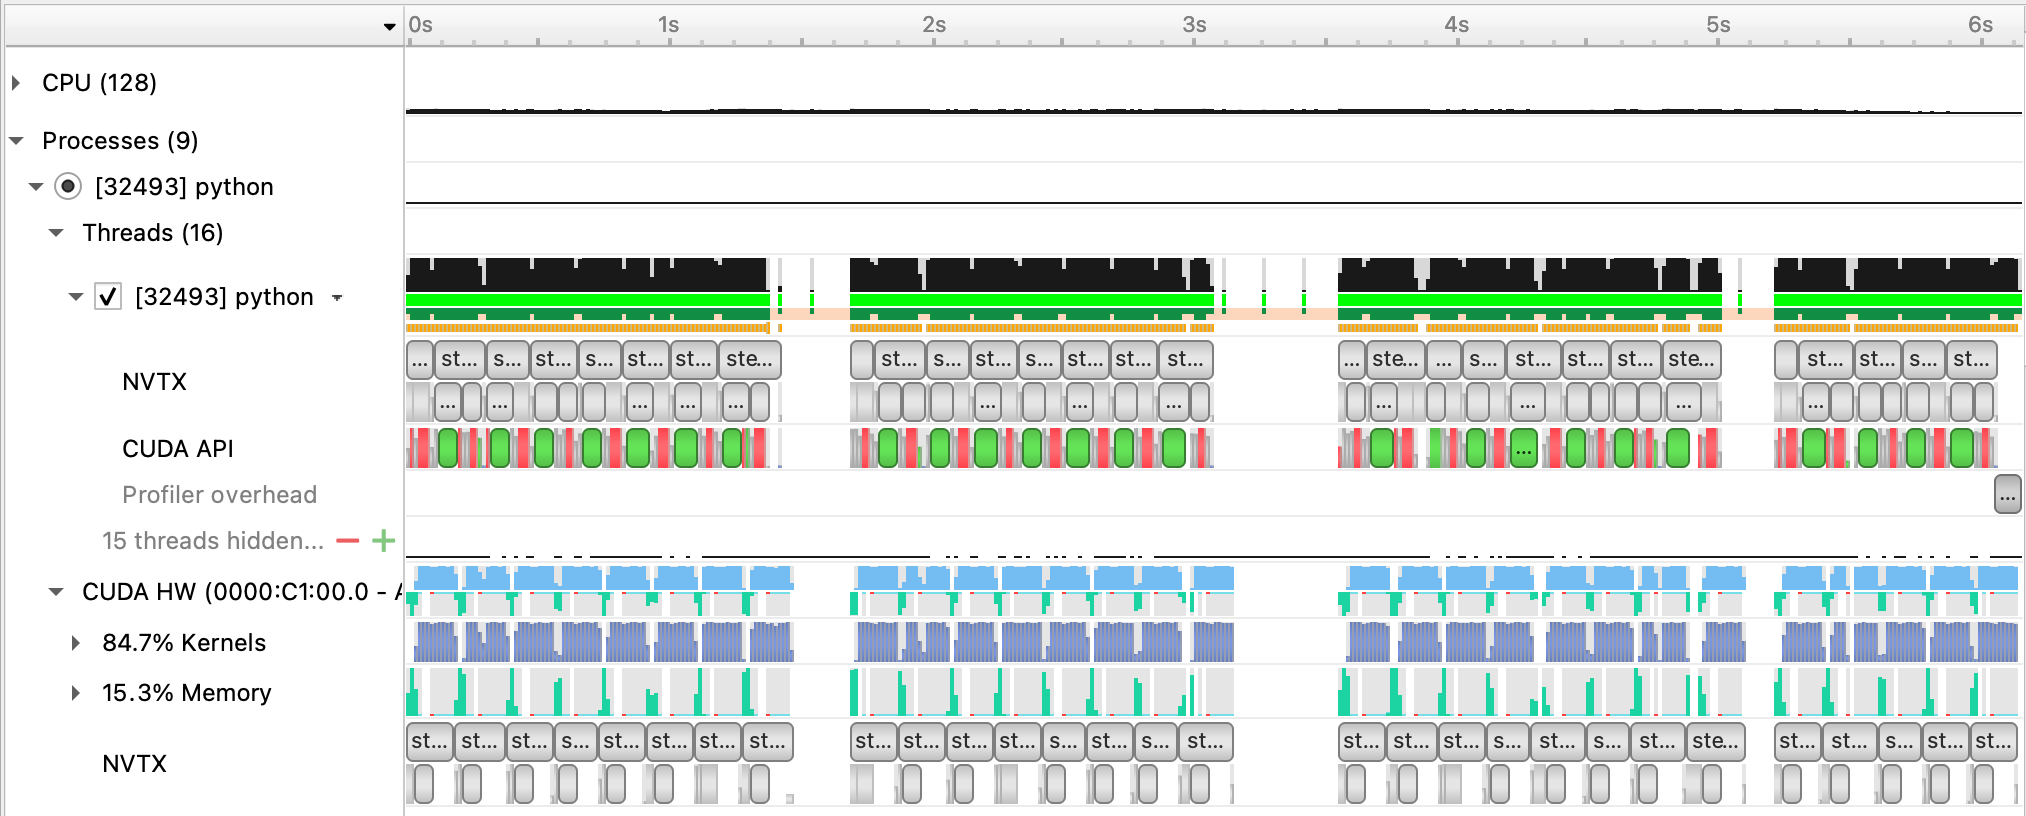 0s 1s 2s 3s 4s 5s 6s
CPU (128)
Processes (9)
[32493] python
Threads (16)
[32493] python
NVTX
... st... s... st... s... st... st... ste... st... s... st... s... st... st... st... ... ste... ... s... st... st... st... ste... st... st... s... st...
... ... ... ... ... ... ... ... ... ... ... ...
CUDA API
...
Profiler overhead
...
15 threads hidden...
CUDA HW (0000:C1:00.0 - A
84.7% Kernels
15.3% Memory
NVTX
st... st... st... s... st... st... st... st... st... st... st... st... s... st... s... st... st... st... st... s... st... s... st... ste... st... st... s... st... st...